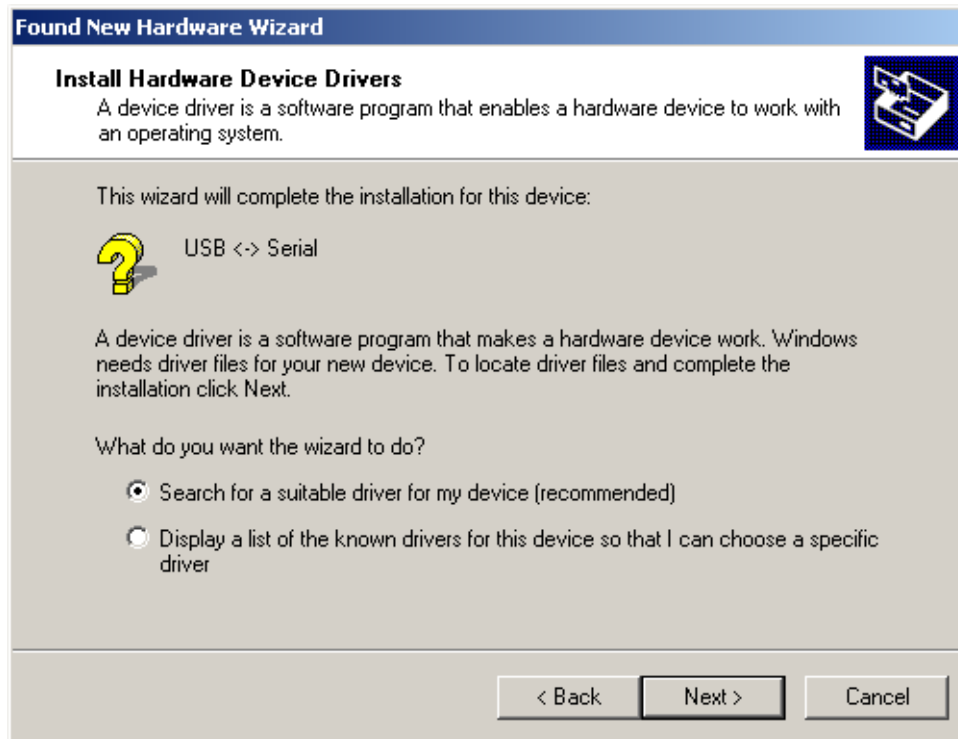 Found New Hardware Wizard
Install Hardware Device Drivers
A device driver is a software program that enables a hardware device to work with
an operating system.
This wizard will complete the installation for this device:
USB <-> Serial
A device driver is a software program that makes a hardware device work. Windows
needs driver files for your new device. To locate driver files and complete the
installation click Next.
What do you want the wizard to do?
Search for a suitable driver for my device (recommended)
Display a list of the known drivers for this device so that I can choose a specific
driver
< Back Next > Cancel